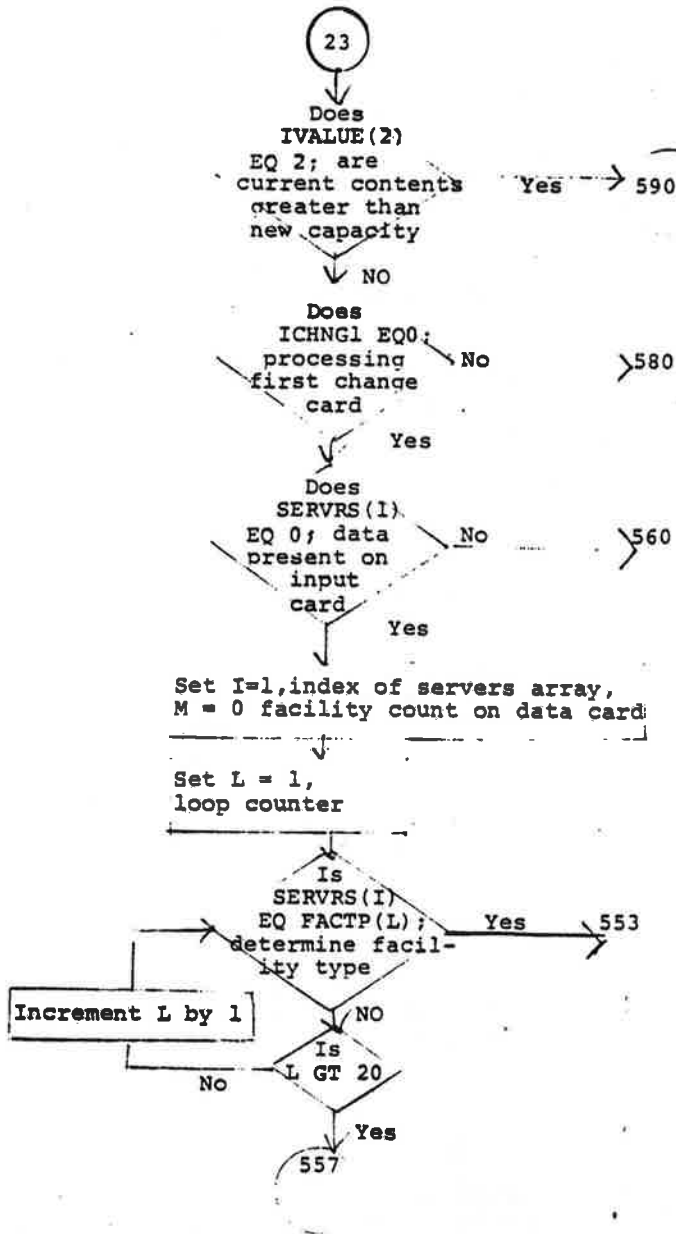 23
Does
IVALUE(2)
EQ 2; are
current contents
greater than
new capacity
Yes
590
NO
Does
ICHNG1 EQ0;
processing
first change
card
No
580
Yes
Does
SERVRS(I)
EQ 0; data
present on
input
card
No
560
Yes
Set I=1,index of servers array,
M = 0 facility count on data card
Set L = 1,
loop counter
Is
SERVRS(I)
EQ FACTP(L);
determine facil-
ity type
Yes
553
Increment L by 1
NO
Is
L GT 20
No
Yes
557